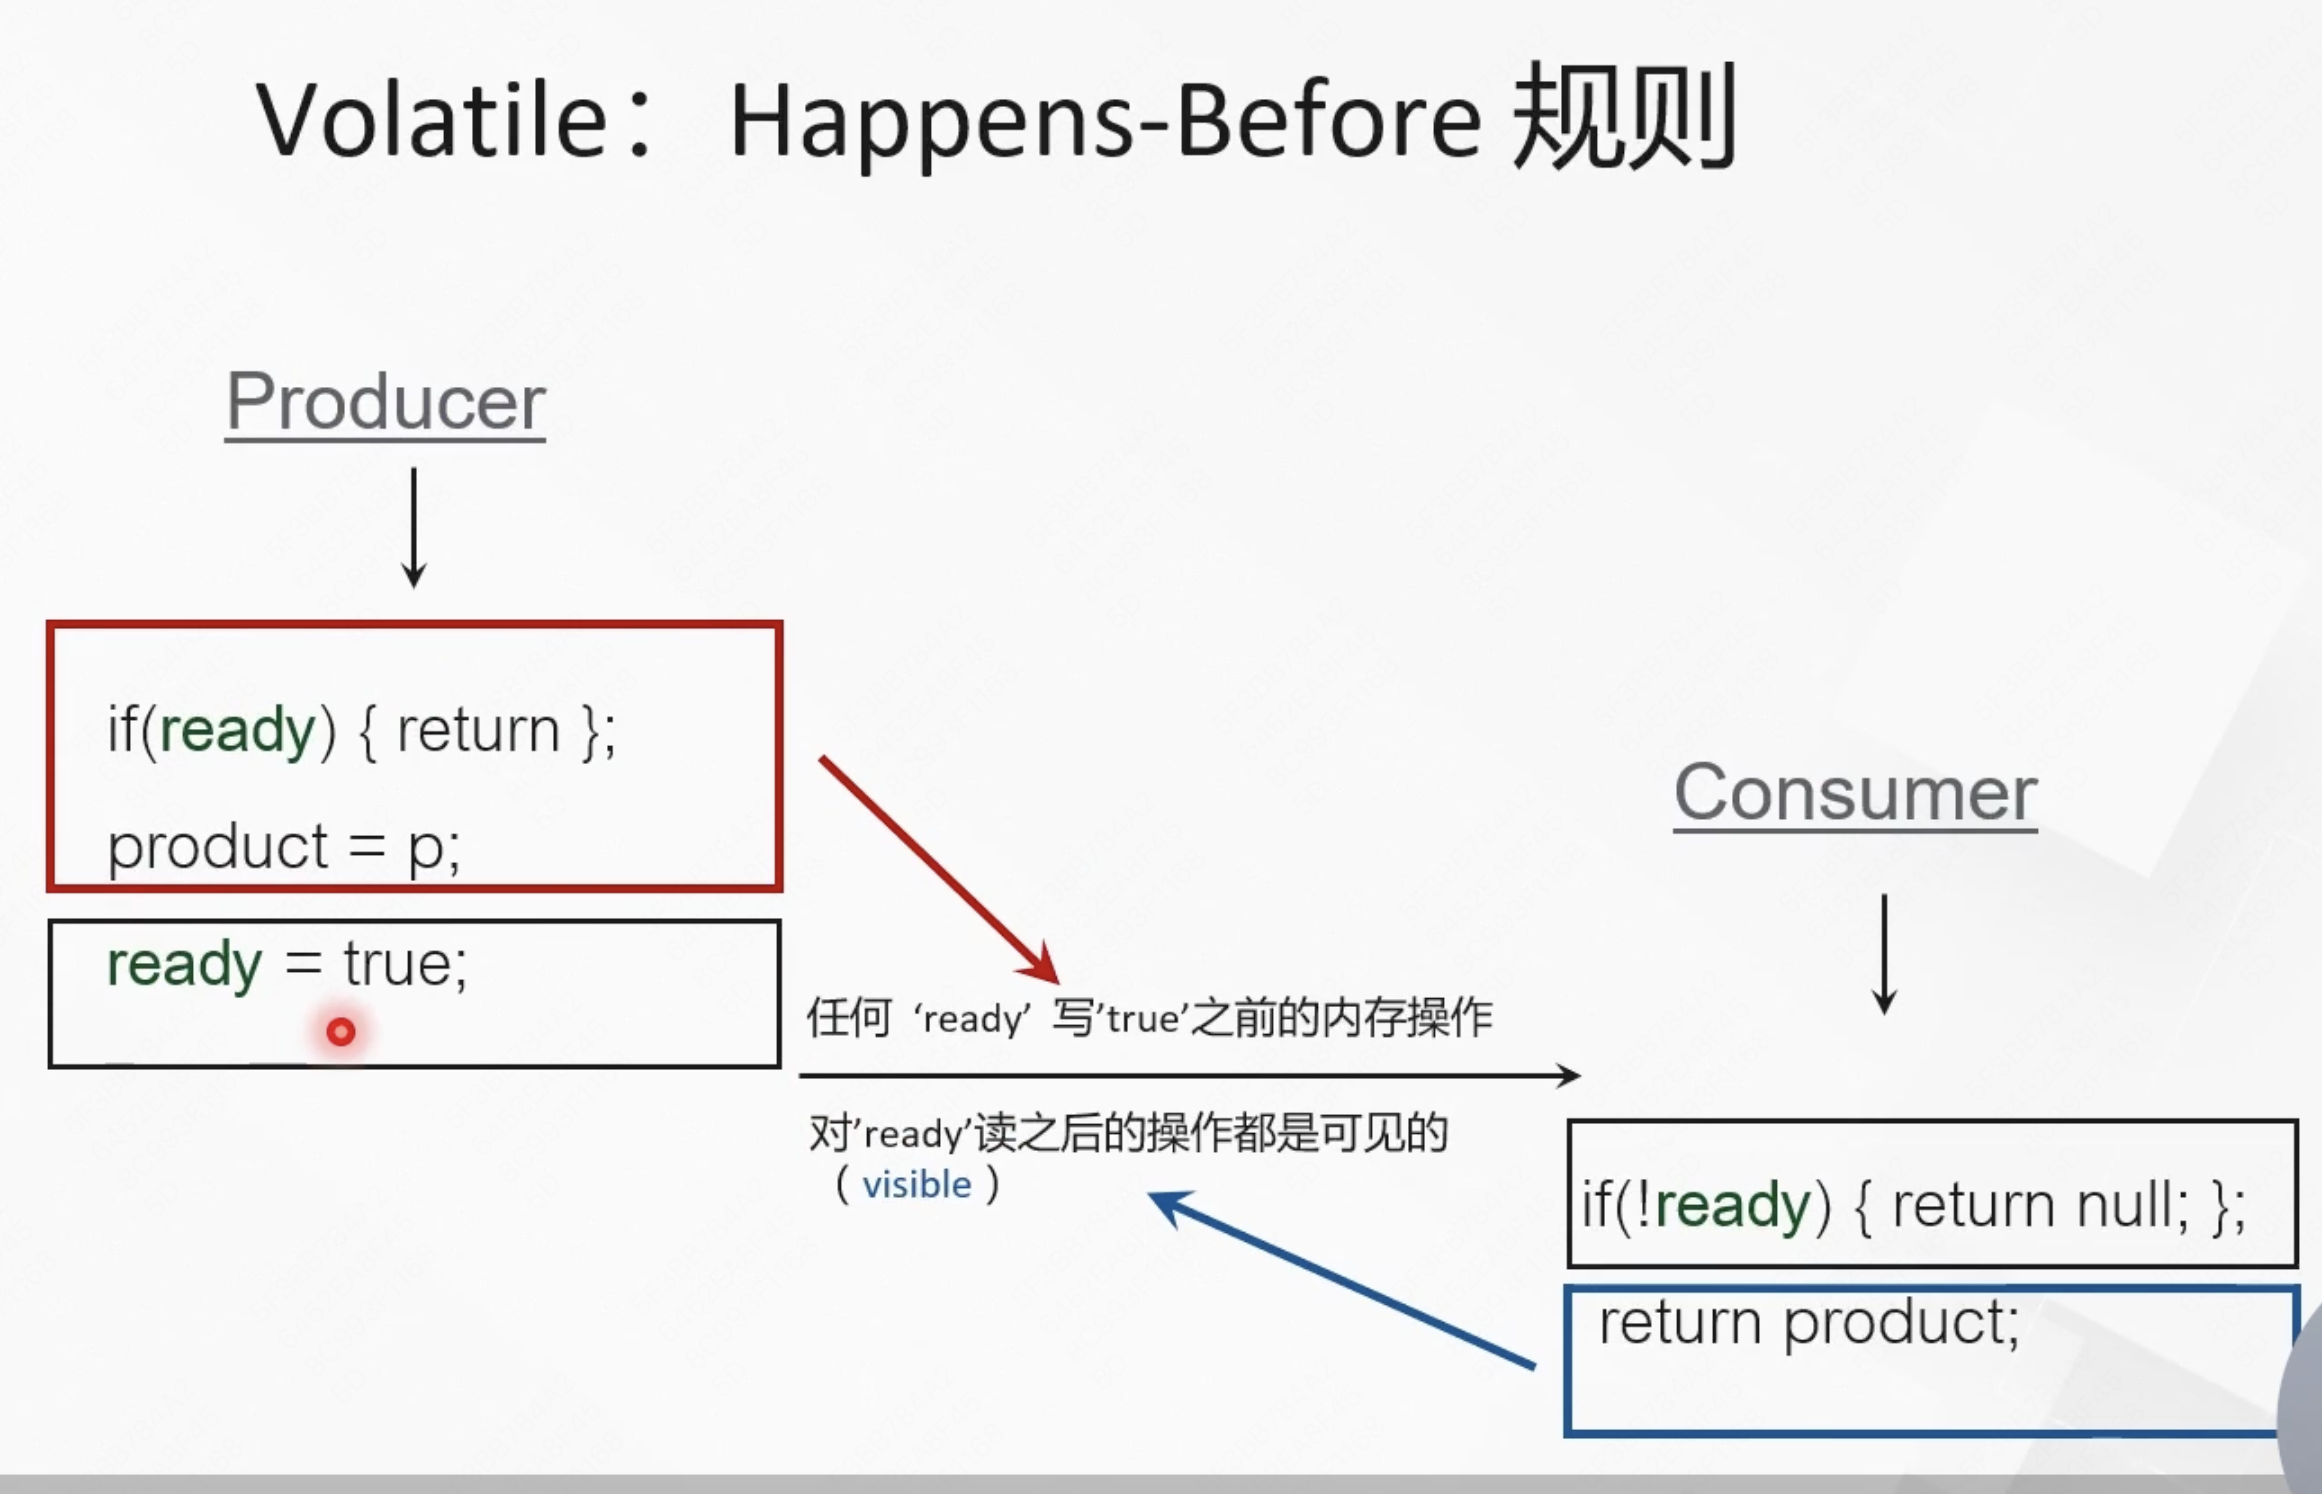 Volatile： Happens-Before 规则
Producer
if(ready) { return };
product = p;
ready = true;
任何 ‘ready’ 写’true’之前的内存操作
对’ready’读之后的操作都是可见的
（ visible ）
Consumer
if(!ready) { return null; };
return product;